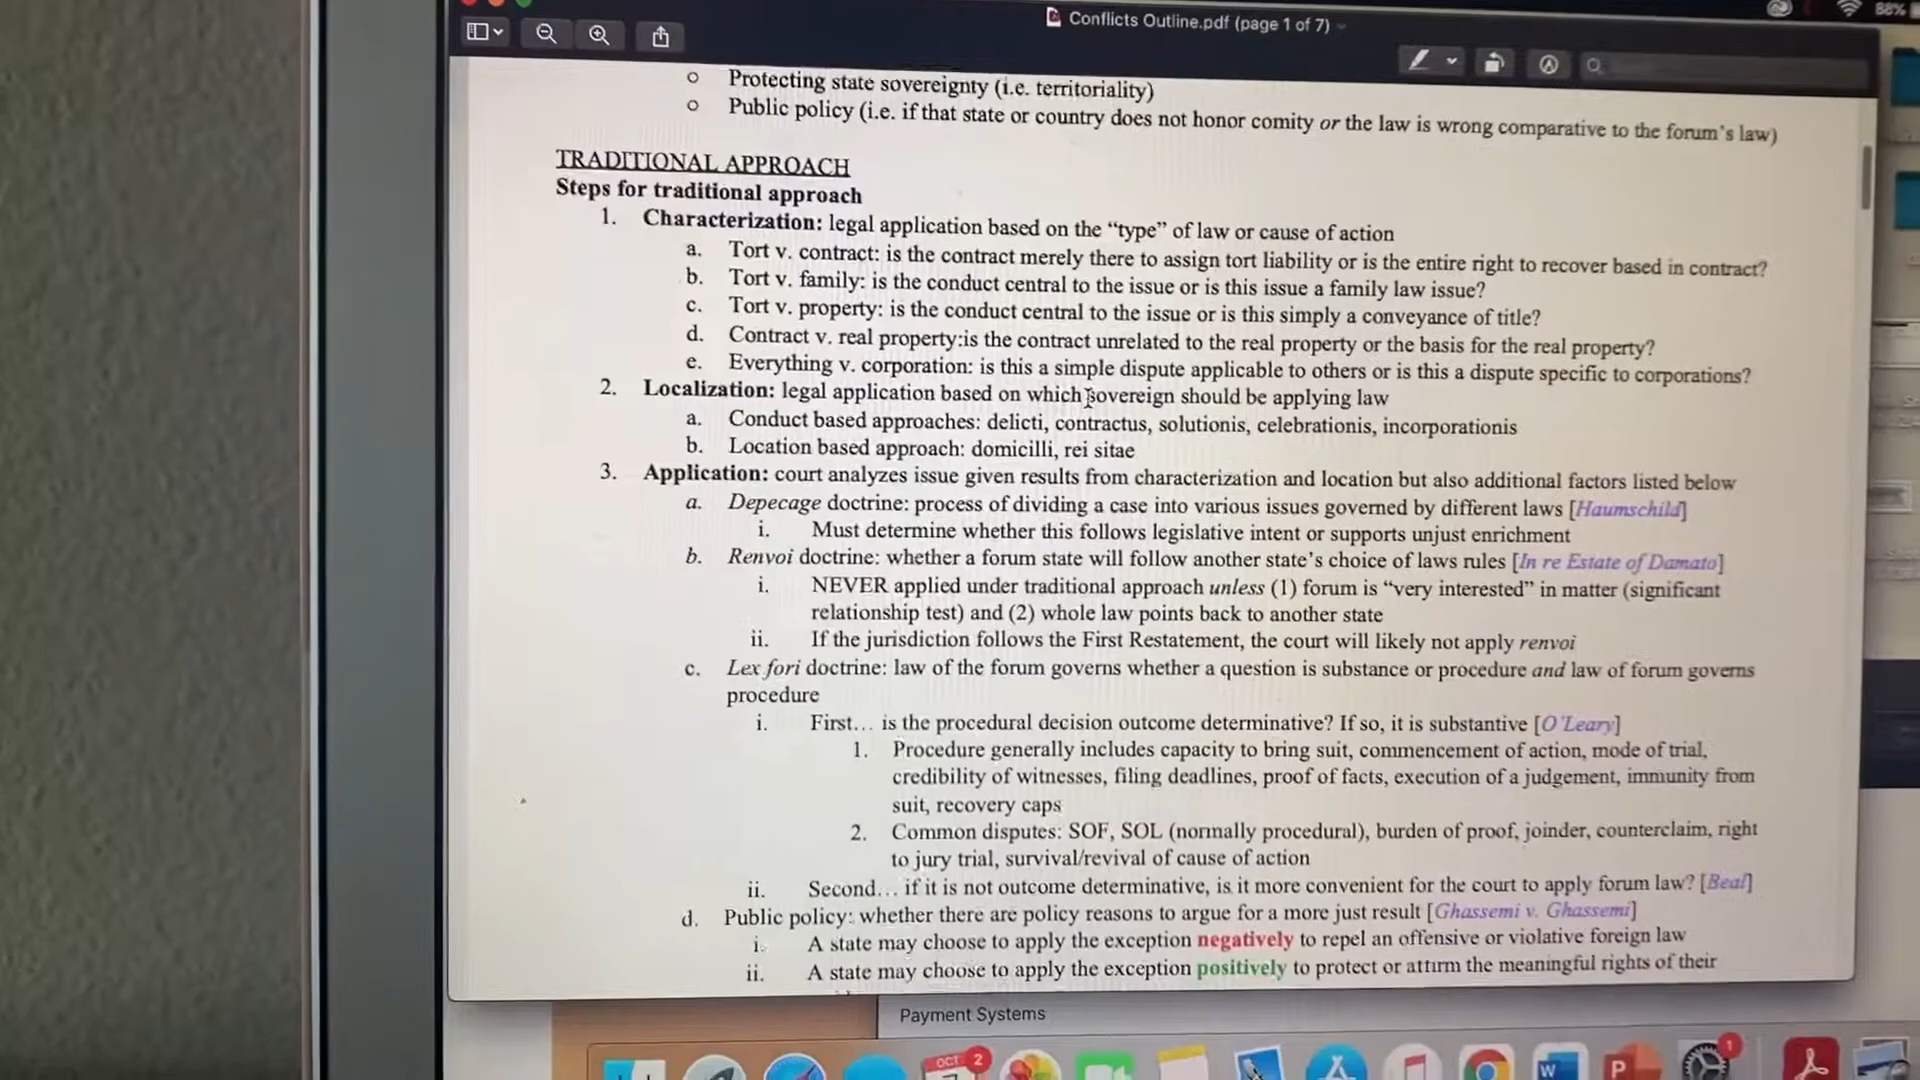 Conflicts Outline.pdf (page 1 of 7)
88%
o Protecting state sovereignty (i.e. territoriality)
o Public policy (i.e. if that state or country does not honor comity or the law is wrong comparative to the forum's law)
TRADITIONAL APPROACH
Steps for traditional approach
1. Characterization: legal application based on the “type” of law or cause of action
a. Tort v. contract: is the contract merely there to assign tort liability or is the entire right to recover based in contract?
b. Tort v. family: is the conduct central to the issue or is this issue a family law issue?
c. Tort v. property: is the conduct central to the issue or is this simply a conveyance of title?
d. Contract v. real property:is the contract unrelated to the real property or the basis for the real property?
e. Everything v. corporation: is this a simple dispute applicable to others or is this a dispute specific to corporations?
2. Localization: legal application based on which sovereign should be applying law
a. Conduct based approaches: delicti, contractus, solutionis, celebrationis, incorporationis
b. Location based approach: domicilli, rei sitae
3. Application: court analyzes issue given results from characterization and location but also additional factors listed below
a. Depecage doctrine: process of dividing a case into various issues governed by different laws [Haumschild]
i. Must determine whether this follows legislative intent or supports unjust enrichment
b. Renvoi doctrine: whether a forum state will follow another state's choice of laws rules [In re Estate of Damato]
i. NEVER applied under traditional approach unless (1) forum is “very interested” in matter (significant
relationship test) and (2) whole law points back to another state
ii. If the jurisdiction follows the First Restatement, the court will likely not apply renvoi
c. Lex fori doctrine: law of the forum governs whether a question is substance or procedure and law of forum governs
procedure
i. First… is the procedural decision outcome determinative? If so, it is substantive [O'Leary]
1. Procedure generally includes capacity to bring suit, commencement of action, mode of trial,
credibility of witnesses, filing deadlines, proof of facts, execution of a judgement, immunity from
suit, recovery caps
2. Common disputes: SOF, SOL (normally procedural), burden of proof, joinder, counterclaim, right
to jury trial, survival/revival of cause of action
ii. Second… if it is not outcome determinative, is it more convenient for the court to apply forum law? [Beal]
d. Public policy: whether there are policy reasons to argue for a more just result [Ghassemi v. Ghassemi]
i. A state may choose to apply the exception negatively to repel an offensive or violative foreign law
ii. A state may choose to apply the exception positively to protect or affirm the meaningful rights of their
Payment Systems
OCT
2
1
W
P